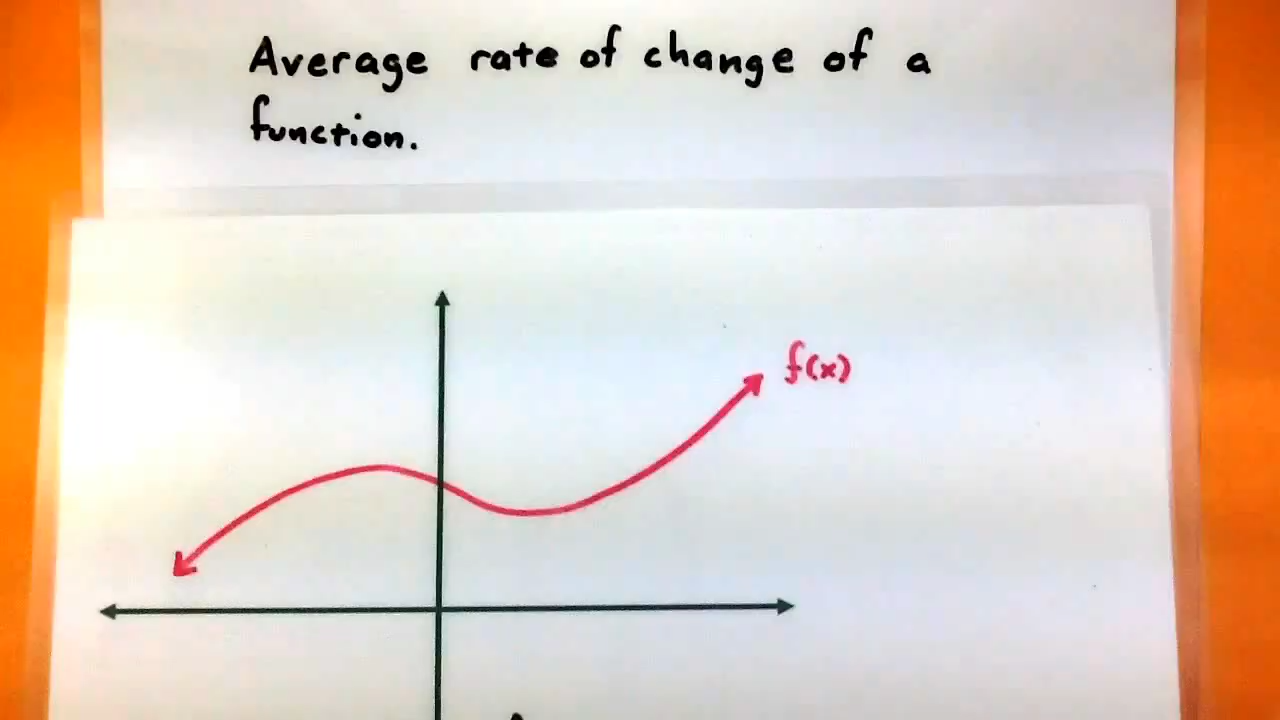 Average rate of change of a
function.
f(x)